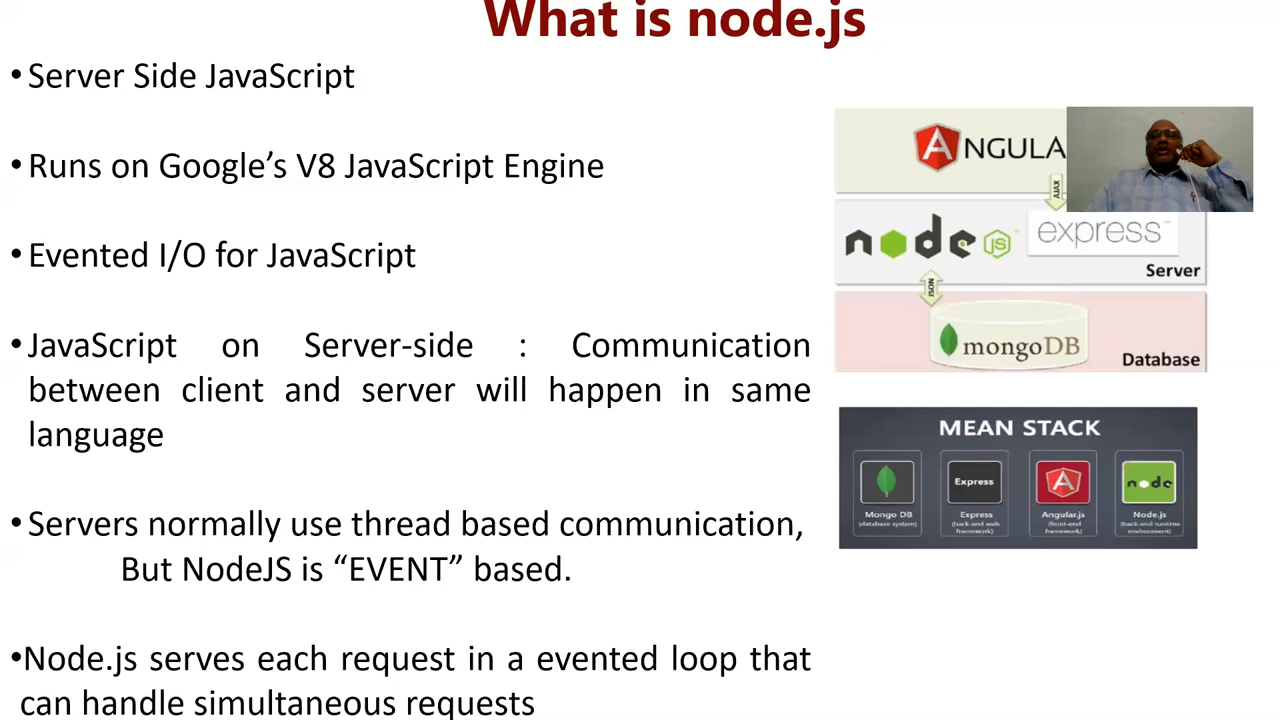 What is node.js
• Server Side JavaScript
• Runs on Google’s V8 JavaScript Engine
• Evented I/O for JavaScript
• JavaScript on Server-side : Communication
between client and server will happen in same
language
• Servers normally use thread based communication,
But NodeJS is “EVENT” based.
•Node.js serves each request in a evented loop that
can handle simultaneous requests
ANGULA
AJAX
node JS express
Server
JSON
mongoDB
Database
MEAN STACK
Express node
Mongo DB Express Angular.js Node.js
(database system) (back-end web (front-end (back-end runtime
framework) framework) environment)